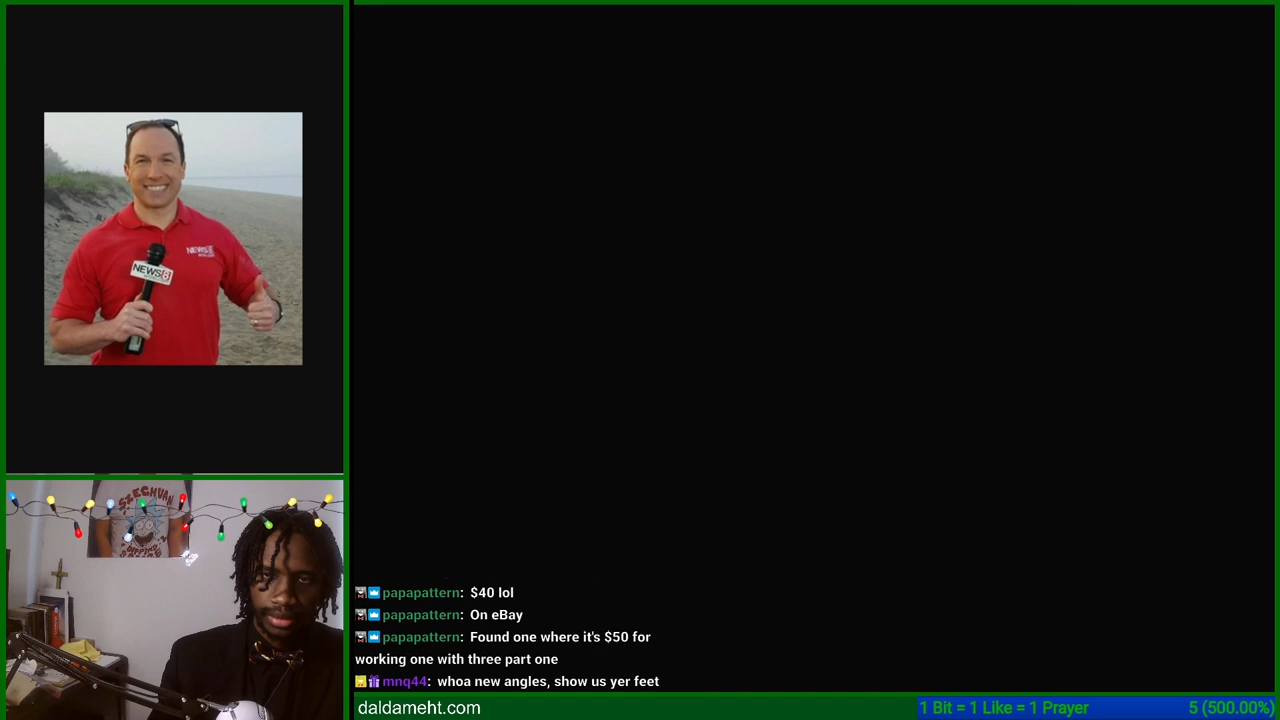 NEWS8
NEWS8
SZECHUAN
DIPPING
papapattern: $40 lol
papapattern: On eBay
papapattern: Found one where it's $50 for
working one with three part one
mnq44: whoa new angles, show us yer feet
daldameht.com
1 Bit = 1 Like = 1 Prayer
5 (500.00%)